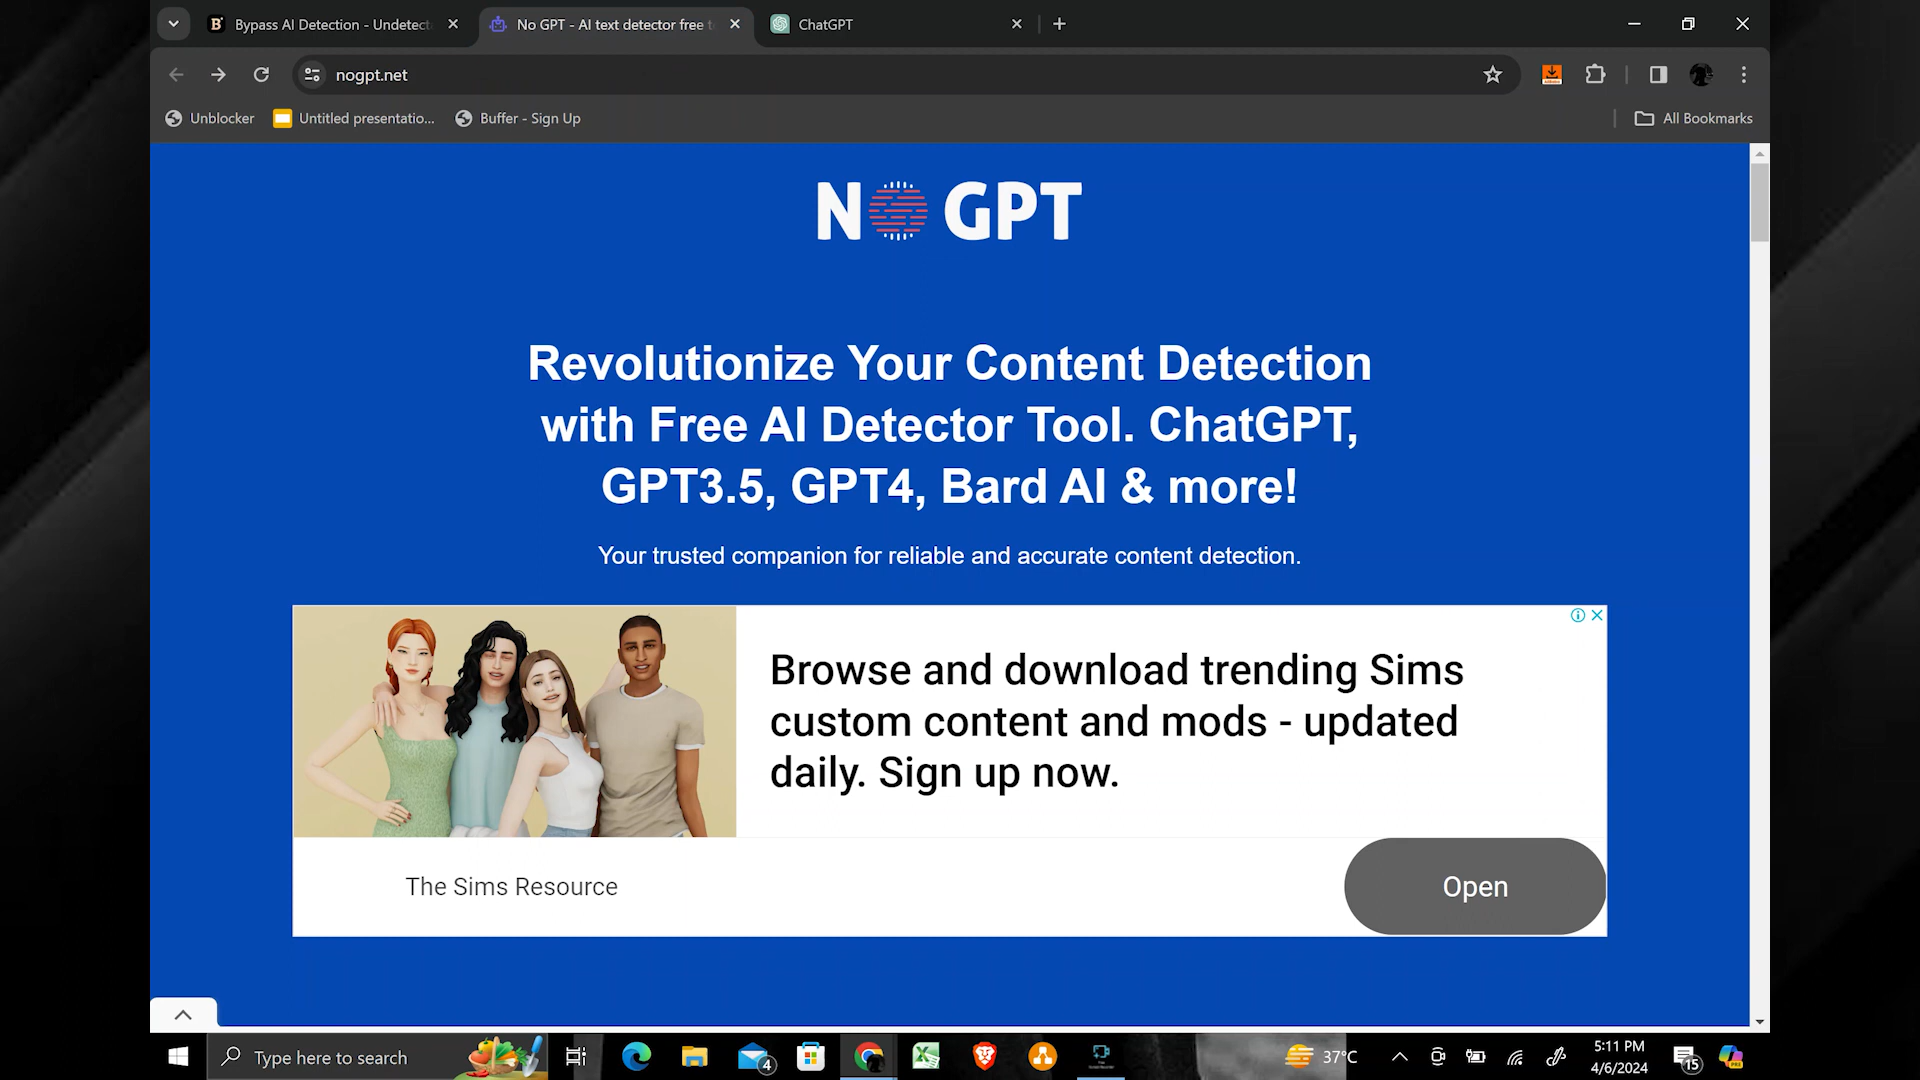 Bypass AI Detection - Undetect
No GPT - AI text detector free t
ChatGPT
nogpt.net
Unblocker
Untitled presentatio...
Buffer - Sign Up
All Bookmarks
NO GPT
Revolutionize Your Content Detection
with Free AI Detector Tool. ChatGPT,
GPT3.5, GPT4, Bard AI & more!
Your trusted companion for reliable and accurate content detection.
Browse and download trending Sims
custom content and mods - updated
daily. Sign up now.
The Sims Resource
Open
Type here to search
4
37°C
5:11 PM
4/6/2024
15